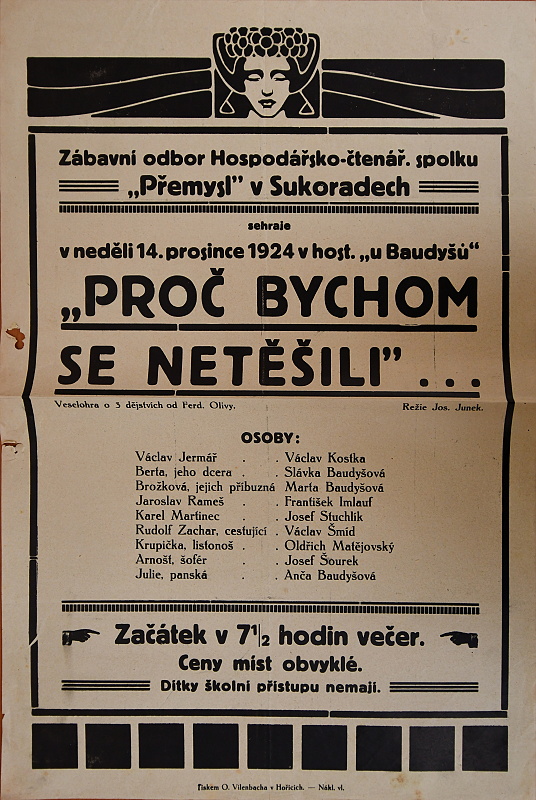 Zábavní odbor Hospodářsko-čtenář. spolku
„Přemysl" v Sukoradech
sehraje
v neděli 14. prosince 1924 v host. „u Baudyšů"
„PROČ BYCHOM
SE NETĚŠILI" ...
Veselohra o 3 dějstvích od Ferd. Olivy. Režie Jos. Junek.
OSOBY:
Václav Jermář . . Václav Kostka
Berta, jeho dcera . . Slávka Baudyšová
Brožková, jejich příbuzná Marta Baudyšová
Jaroslav Rameš . . František Imlauf
Karel Martinec . . Josef Stuchlík
Rudolf Zachar, cestující . Václav Šmíd
Krupička, listonoš . . Oldřich Matějovský
Arnošt, šofér . . Josef Šourek
Julie, panská . . Anča Baudyšová
Začátek v 7 1/2 hodin večer.
Ceny míst obvyklé.
Dítky školní přístupu nemají.
Tiskem O. Vilenbacha v Hořicích. — Nákl. vl.